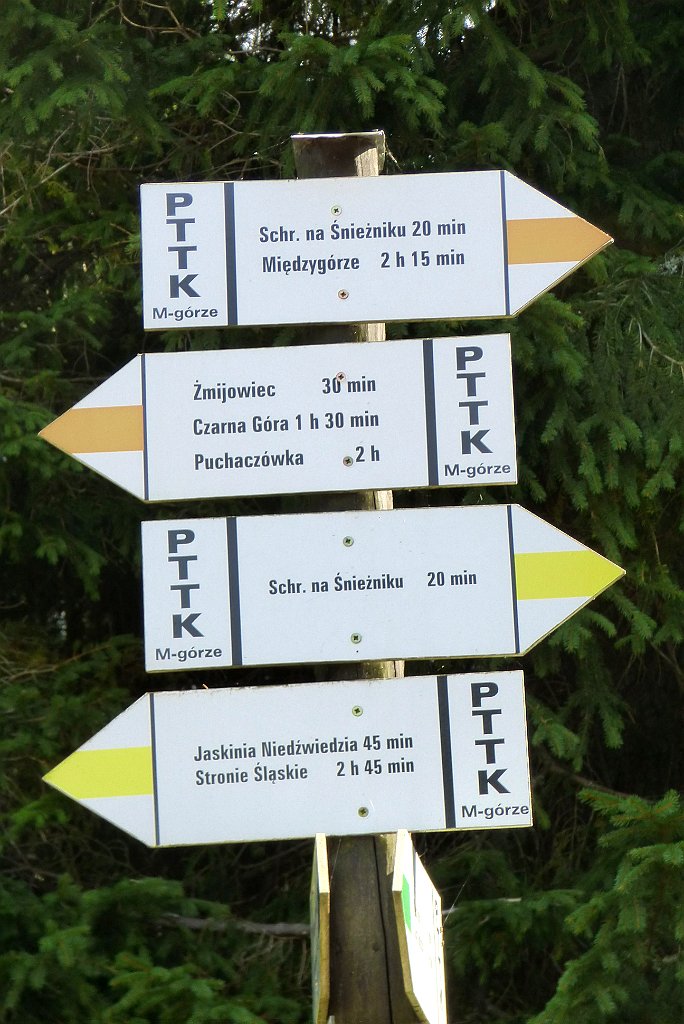 PTTK
M-górze
Schr. na Śnieżniku 20 min
Międzygórze 2 h 15 min
Żmijowiec 30 min
Czarna Góra 1 h 30 min
Puchaczówka 2 h
PTTK
M-górze
PTTK
M-górze
Schr. na Śnieżniku 20 min
Jaskinia Niedźwiedzia 45 min
Stronie Śląskie 2 h 45 min
PTTK
M-górze